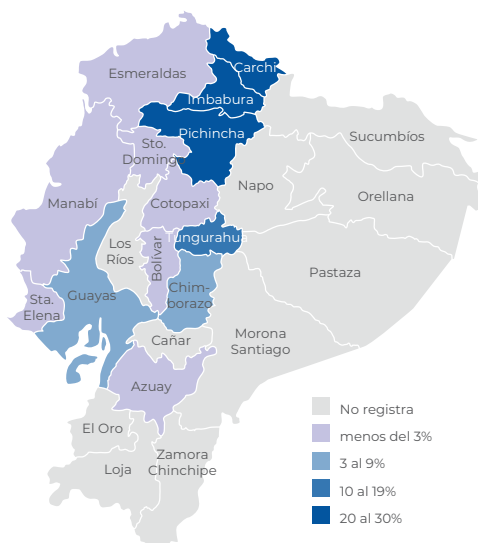 Esmeraldas
Carchi
Imbabura
Pichincha
Sto.
Domingo
Sucumbíos
Napo
Orellana
Manabí
Cotopaxi
Tungurahua
Los
Ríos
Bolívar
Pastaza
Sta.
Elena
Guayas
Chim-
borazo
Cañar
Morona
Santiago
Azuay
El Oro
Loja
Zamora
Chinchipe
No registra
menos del 3%
3 al 9%
10 al 19%
20 al 30%